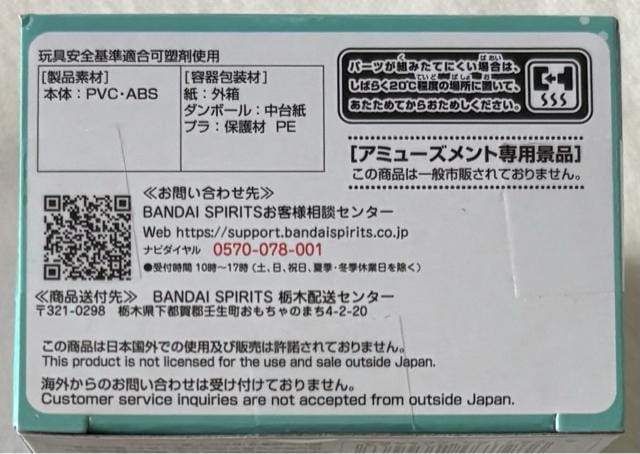 玩具安全基準適合可塑剤使用
[製品素材]
本体：PVC・ABS
[容器包装材]
紙：外箱
ダンボール：中台紙
プラ：保護材 PE
パーツが組みたてにくい場合は、
しばらく20℃程度の場所に置いて、
あたためてからおためしください。
[アミューズメント専用景品]
この商品は一般市販されておりません。
≪お問い合わせ先≫
BANDAI SPIRITSお客様相談センター
Web https://support.bandaispirits.co.jp
ナビダイヤル 0570-078-001
●受付時間 10時〜17時（土、日、祝日、夏季・冬季休業日を除く）
≪商品送付先≫ BANDAI SPIRITS 栃木配送センター
〒321-0298 栃木県下都賀郡壬生町おもちゃのまち4-2-20
この商品は日本国外での使用及び販売は許諾されておりません。
This product is not licensed for the use and sale outside Japan.
海外からのお問い合わせは受け付けておりません。
Customer service inquiries are not accepted from outside Japan.